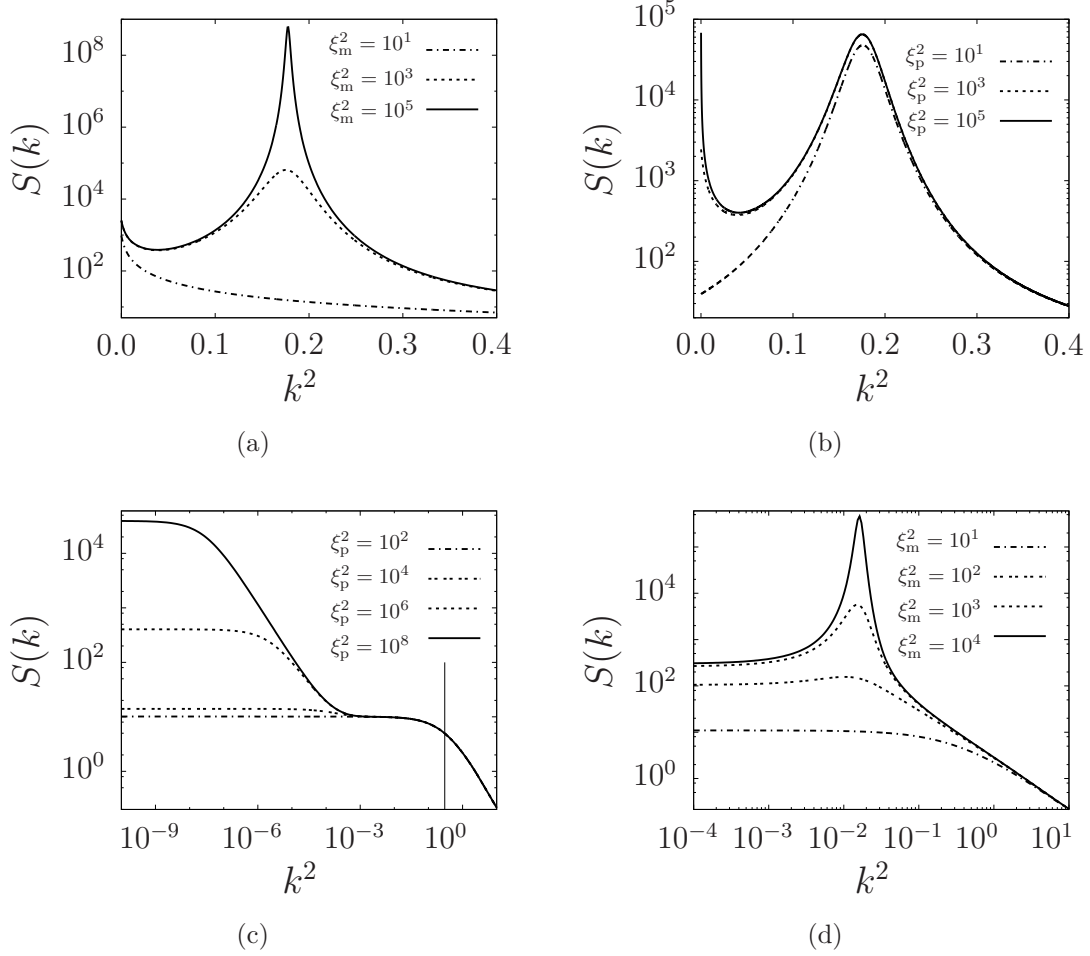 S(k)
10^8
10^6
10^4
10^2
ξ_m^2 = 10^1
ξ_m^2 = 10^3
ξ_m^2 = 10^5
0.0 0.1 0.2 0.3 0.4
k^2
(a)
S(k)
10^5
10^4
10^3
10^2
ξ_p^2 = 10^1
ξ_p^2 = 10^3
ξ_p^2 = 10^5
0.0 0.1 0.2 0.3 0.4
k^2
(b)
S(k)
10^4
10^2
10^0
ξ_p^2 = 10^2
ξ_p^2 = 10^4
ξ_p^2 = 10^6
ξ_p^2 = 10^8
10^−9 10^−6 10^−3 10^0
k^2
(c)
S(k)
10^4
10^2
10^0
ξ_m^2 = 10^1
ξ_m^2 = 10^2
ξ_m^2 = 10^3
ξ_m^2 = 10^4
10^−4 10^−3 10^−2 10^−1 10^0 10^1
k^2
(d)